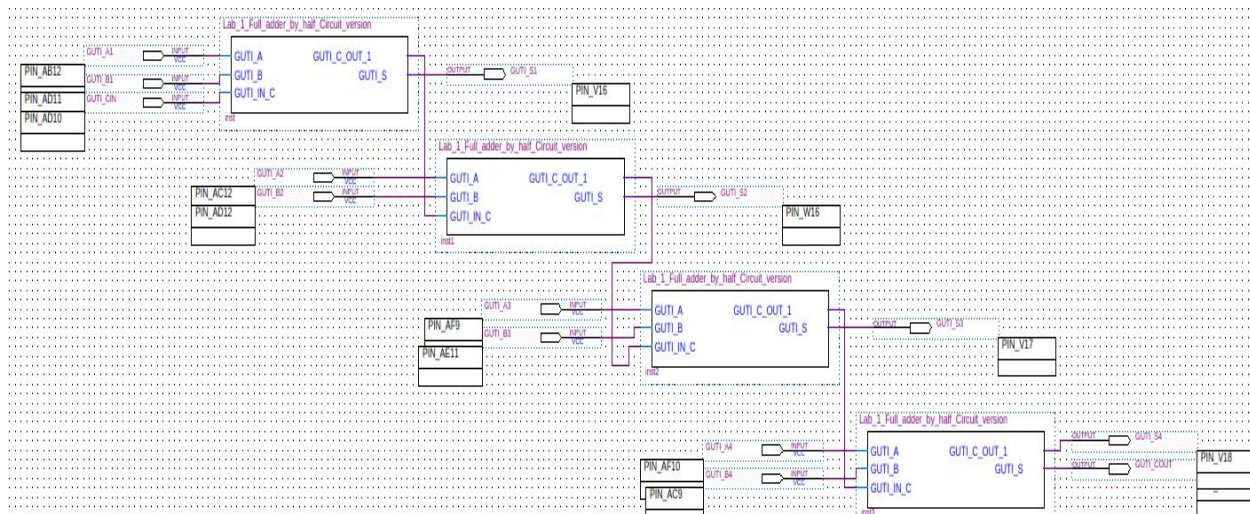 Lab_1_Full_adder_by_half_Circuit_version
GUTI_A1
INPUT
VCC
GUTI_A
GUTI_C_OUT_1
PIN_AB12
GUTI_B1
INPUT
VCC
GUTI_B
GUTI_S
OUTPUT
GUTI_S1
PIN_AD11
GUTI_CIN
INPUT
VCC
GUTI_IN_C
PIN_V16
PIN_AD10
inst
Lab_1_Full_adder_by_half_Circuit_version
GUTI_A2
INPUT
VCC
GUTI_A
GUTI_C_OUT_1
PIN_AC12
GUTI_B2
INPUT
VCC
GUTI_B
GUTI_S
OUTPUT
GUTI_S2
PIN_AD12
GUTI_IN_C
PIN_W16
inst1
Lab_1_Full_adder_by_half_Circuit_version
GUTI_A3
INPUT
VCC
GUTI_A
GUTI_C_OUT_1
PIN_AF9
GUTI_B3
INPUT
VCC
GUTI_B
GUTI_S
OUTPUT
GUTI_S3
PIN_AE11
GUTI_IN_C
PIN_V17
inst2
Lab_1_Full_adder_by_half_Circuit_version
GUTI_A4
INPUT
VCC
GUTI_A
GUTI_C_OUT_1
OUTPUT
GUTI_S4
PIN_AF10
GUTI_B4
INPUT
VCC
GUTI_B
GUTI_S
OUTPUT
GUTI_COUT
PIN_V18
PIN_AC9
GUTI_IN_C